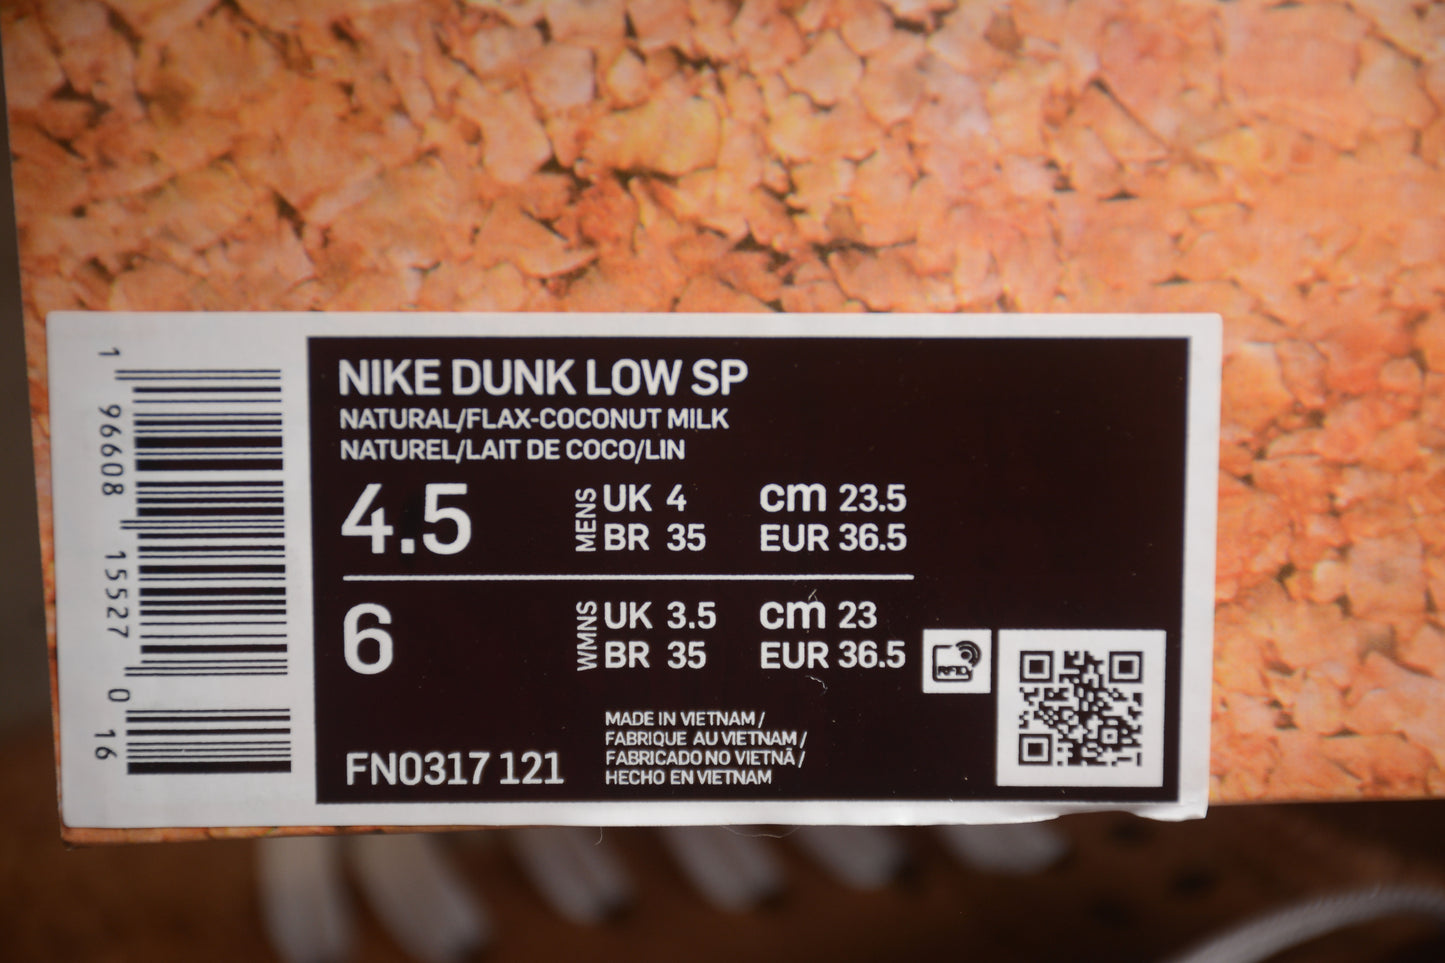 NIKE DUNK LOW SP
NATURAL/FLAX-COCONUT MILK
NATUREL/LAIT DE COCO/LIN
4.5 MENS UK 4 cm 23.5
BR 35 EUR 36.5
6 WMNS UK 3.5 cm 23
BR 35 EUR 36.5
RFID
MADE IN VIETNAM /
FABRIQUE AU VIETNAM /
FABRICADO NO VIETNÃ /
HECHO EN VIETNAM
FN0317 121
1 96608 15527 0 16